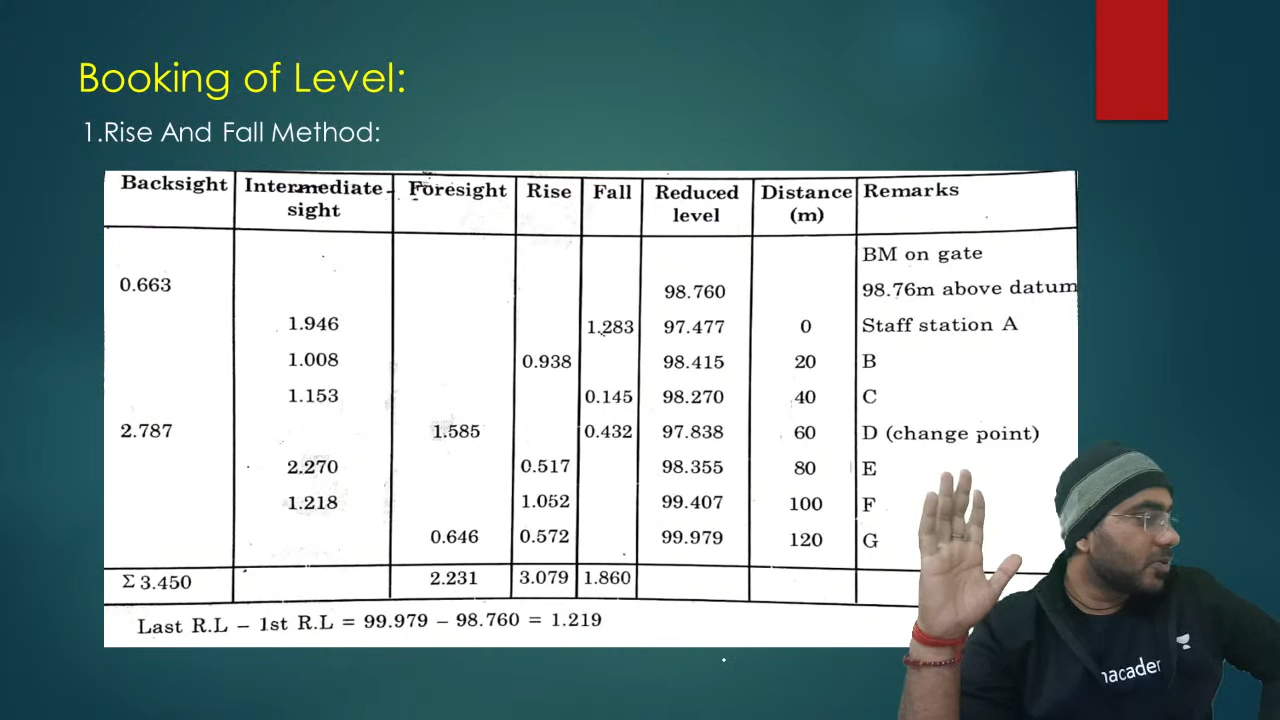 Booking of Level:
1.Rise And Fall Method:
Backsight Intermediate- sight Foresight Rise Fall Reduced level Distance (m) Remarks
BM on gate
0.663 98.760 98.76m above datum
1.946 1.283 97.477 0 Staff station A
1.008 0.938 98.415 20 B
1.153 0.145 98.270 40 C
2.787 1.585 0.432 97.838 60 D (change point)
2.270 0.517 98.355 80 E
1.218 1.052 99.407 100 F
0.646 0.572 99.979 120 G
Σ 3.450 2.231 3.079 1.860
Last R.L - 1st R.L = 99.979 - 98.760 = 1.219